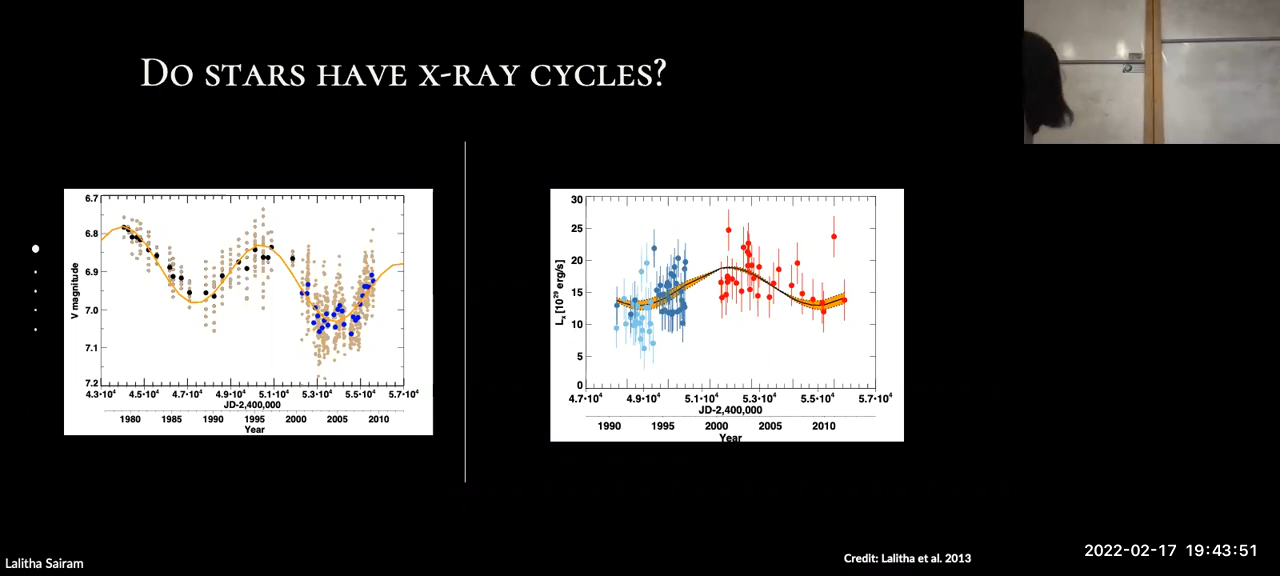 Do stars have x-ray cycles?
6.7
6.8
6.9
7.0
7.1
7.2
V magnitude
4.3•10⁴ 4.5•10⁴ 4.7•10⁴ 4.9•10⁴ 5.1•10⁴ 5.3•10⁴ 5.5•10⁴ 5.7•10⁴
JD-2,400,000
1980 1985 1990 1995 2000 2005 2010
Year
30
25
20
15
10
5
0
Lₓ [10²⁹ erg/s]
4.7•10⁴ 4.9•10⁴ 5.1•10⁴ 5.3•10⁴ 5.5•10⁴ 5.7•10⁴
JD-2,400,000
1990 1995 2000 2005 2010
Year
Credit: Lalitha et al. 2013
Lalitha Sairam
2022-02-17 19:43:51